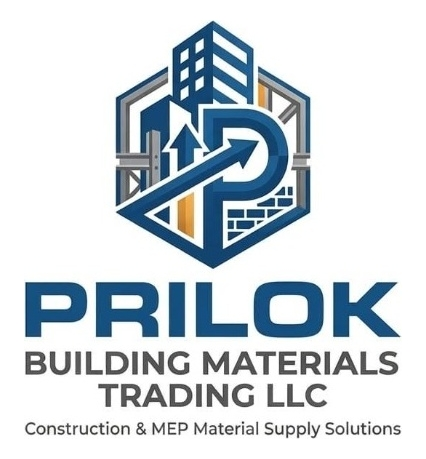 P
PRILOK
BUILDING MATERIALS
TRADING LLC
Construction & MEP Material Supply Solutions